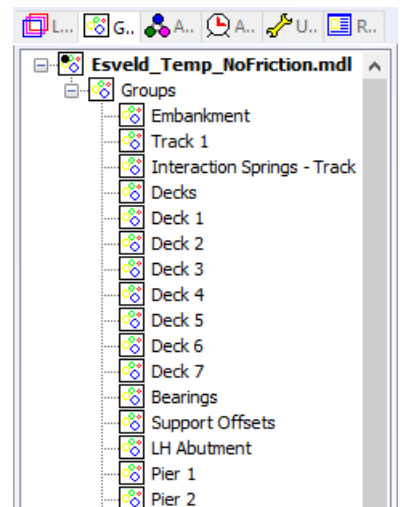 L... G.. A.. A.. U.. R..
Esveld_Temp_NoFriction.mdl
Groups
Embankment
Track 1
Interaction Springs - Track
Decks
Deck 1
Deck 2
Deck 3
Deck 4
Deck 5
Deck 6
Deck 7
Bearings
Support Offsets
LH Abutment
Pier 1
Pier 2